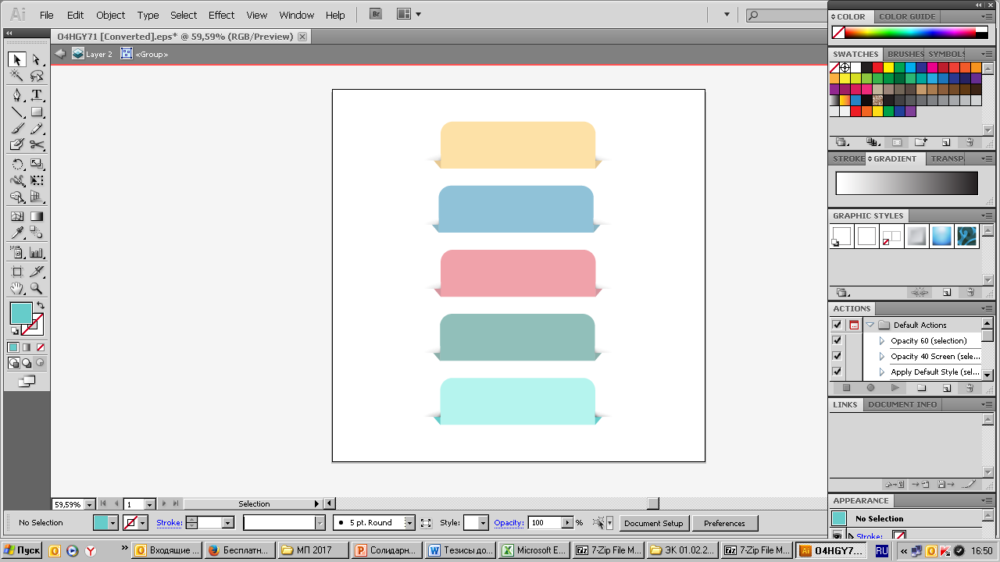 Ai File Edit Object Type Select Effect View Window Help Br
COLOR COLOR GUIDE
04HGY71 [Converted].eps* @ 59,59% (RGB/Preview)
Layer 2 <Group>
SWATCHES BRUSHES SYMBOLS
STROKE GRADIENT TRANSP
GRAPHIC STYLES
ACTIONS
Default Actions
Opacity 60 (selection)
Opacity 40 Screen (sele...
Apply Default Style (sel...
LINKS DOCUMENT INFO
APPEARANCE
No Selection
Stroke:
59,59% 1 Selection
No Selection Stroke: 5 pt. Round Style: Opacity: 100 % Document Setup Preferences
Пуск Входящие ... Бесплатн... МП 2017 Доппарн... Тезисы до... Microsoft E... 7-Zip File M... ЭК 01.02.2... 7-Zip File M... 04HGY7... RU 16:50